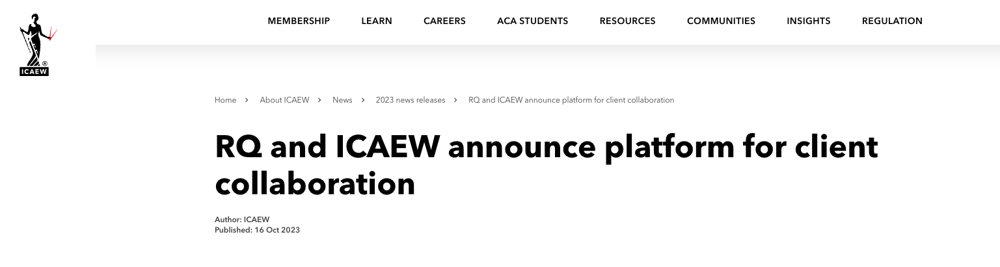 MEMBERSHIP LEARN CAREERS ACA STUDENTS RESOURCES COMMUNITIES INSIGHTS REGULATION
®
ICAEW
Home > About ICAEW > News > 2023 news releases > RQ and ICAEW announce platform for client collaboration
RQ and ICAEW announce platform for client
collaboration
Author: ICAEW
Published: 16 Oct 2023